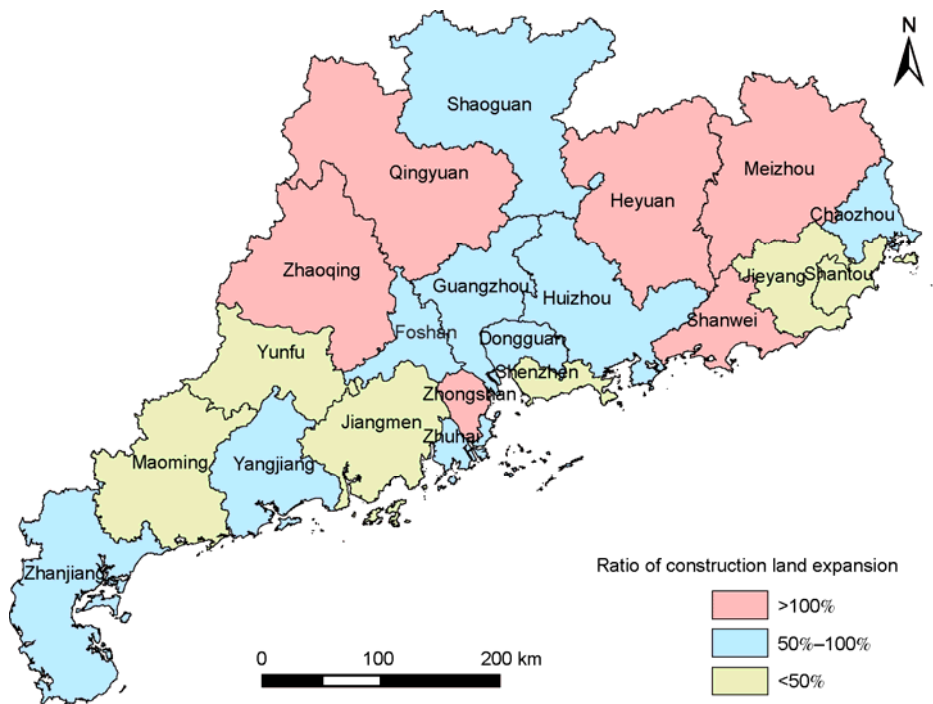 N
Shaoguan
Meizhou
Qingyuan
Heyuan
Chaozhou
Zhaoqing
Jieyang
Shantou
Guangzhou
Huizhou
Shanwei
Foshan
Dongguan
Yunfu
Shenzhen
Zhongshan
Jiangmen
Zhuhai
Maoming
Yangjiang
Zhanjiang
Ratio of construction land expansion
>100%
50%–100%
<50%
0 100 200 km